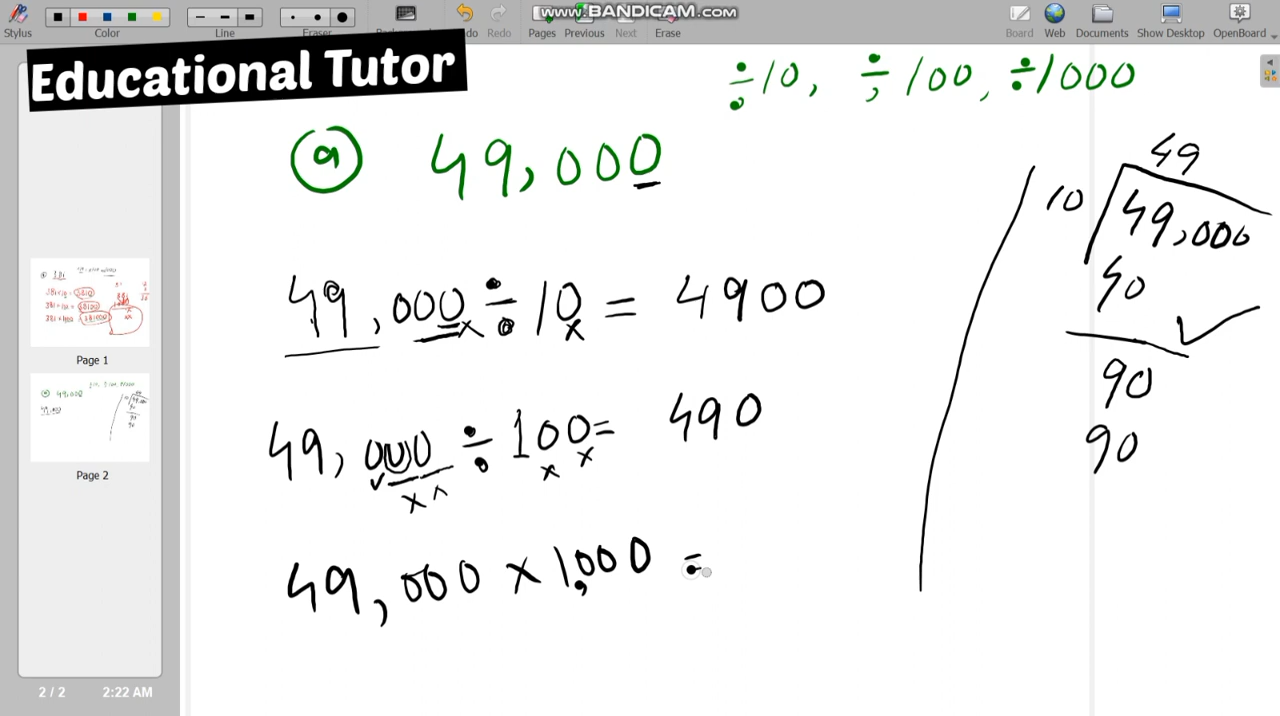 WWW.BANDICAM.COM
Stylus Color Line Eraser Redo Pages Previous Next Erase Board Web Documents Show Desktop OpenBoard
Educational Tutor
÷10, ÷100, ÷1000
a 49,000
49,000 ÷ 10 = 4900
49,000 ÷ 100 = 490
49,000 × 1,000 =
49
10 49,000
40
90
90
Page 1
Page 2
2 / 2 2:22 AM